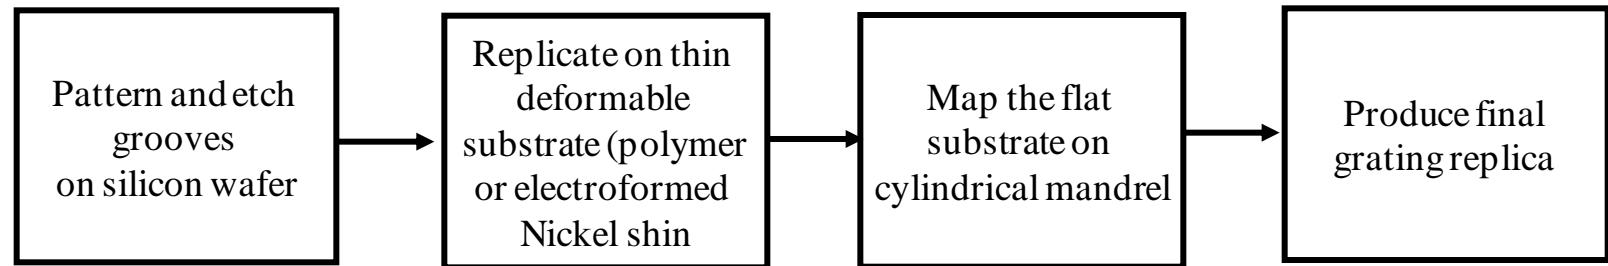 Pattern and etch
grooves
on silicon wafer
Replicate on thin
deformable
substrate (polymer
or electroformed
Nickel shin
Map the flat
substrate on
cylindrical mandrel
Produce final
grating replica